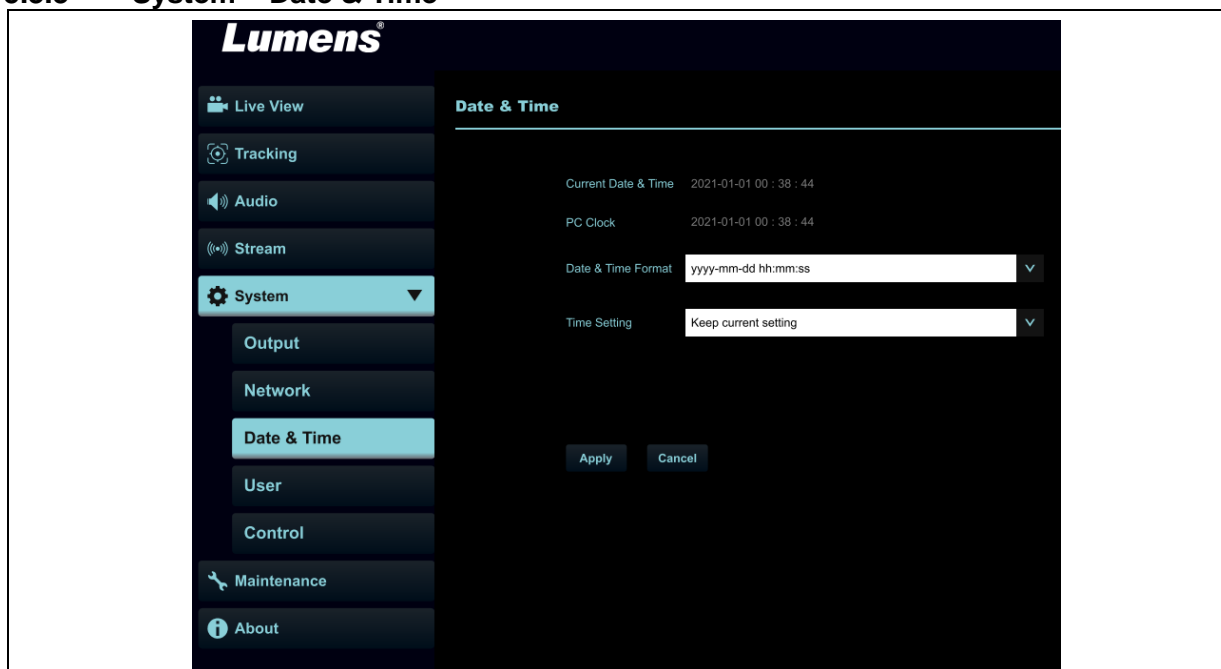 System – Date & Time
Lumens®
Live View
Tracking
Audio
Stream
System
Output
Network
Date & Time
User
Control
Maintenance
About
Date & Time
Current Date & Time 2021-01-01 00 : 38 : 44
PC Clock 2021-01-01 00 : 38 : 44
Date & Time Format yyyy-mm-dd hh:mm:ss
Time Setting Keep current setting
Apply Cancel